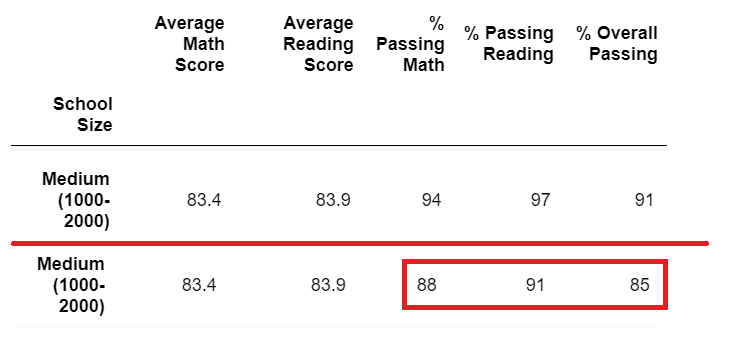 Average Math Score
Average Reading Score
% Passing Math
% Passing Reading
% Overall Passing
School Size
Medium (1000-2000) 83.4 83.9 94 97 91
Medium (1000-2000) 83.4 83.9 88 91 85